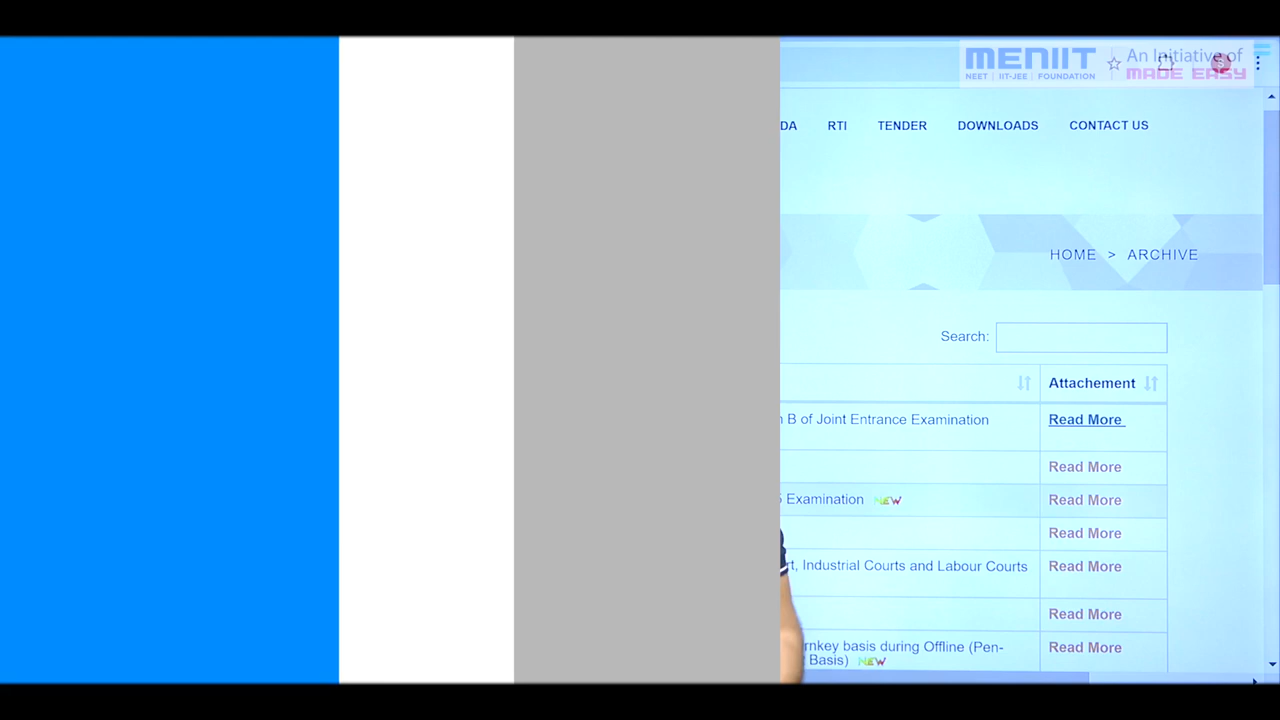 MENIIT
NEET | IIT-JEE | FOUNDATION
An Initiative of
MADE EASY
DA RTI TENDER DOWNLOADS CONTACT US
HOME > ARCHIVE
Search:
Attachement
B of Joint Entrance Examination Read More
Read More
Examination NEW Read More
Read More
rt, Industrial Courts and Labour Courts Read More
Read More
rnkey basis during Offline (Pen- Read More
Basis) NEW